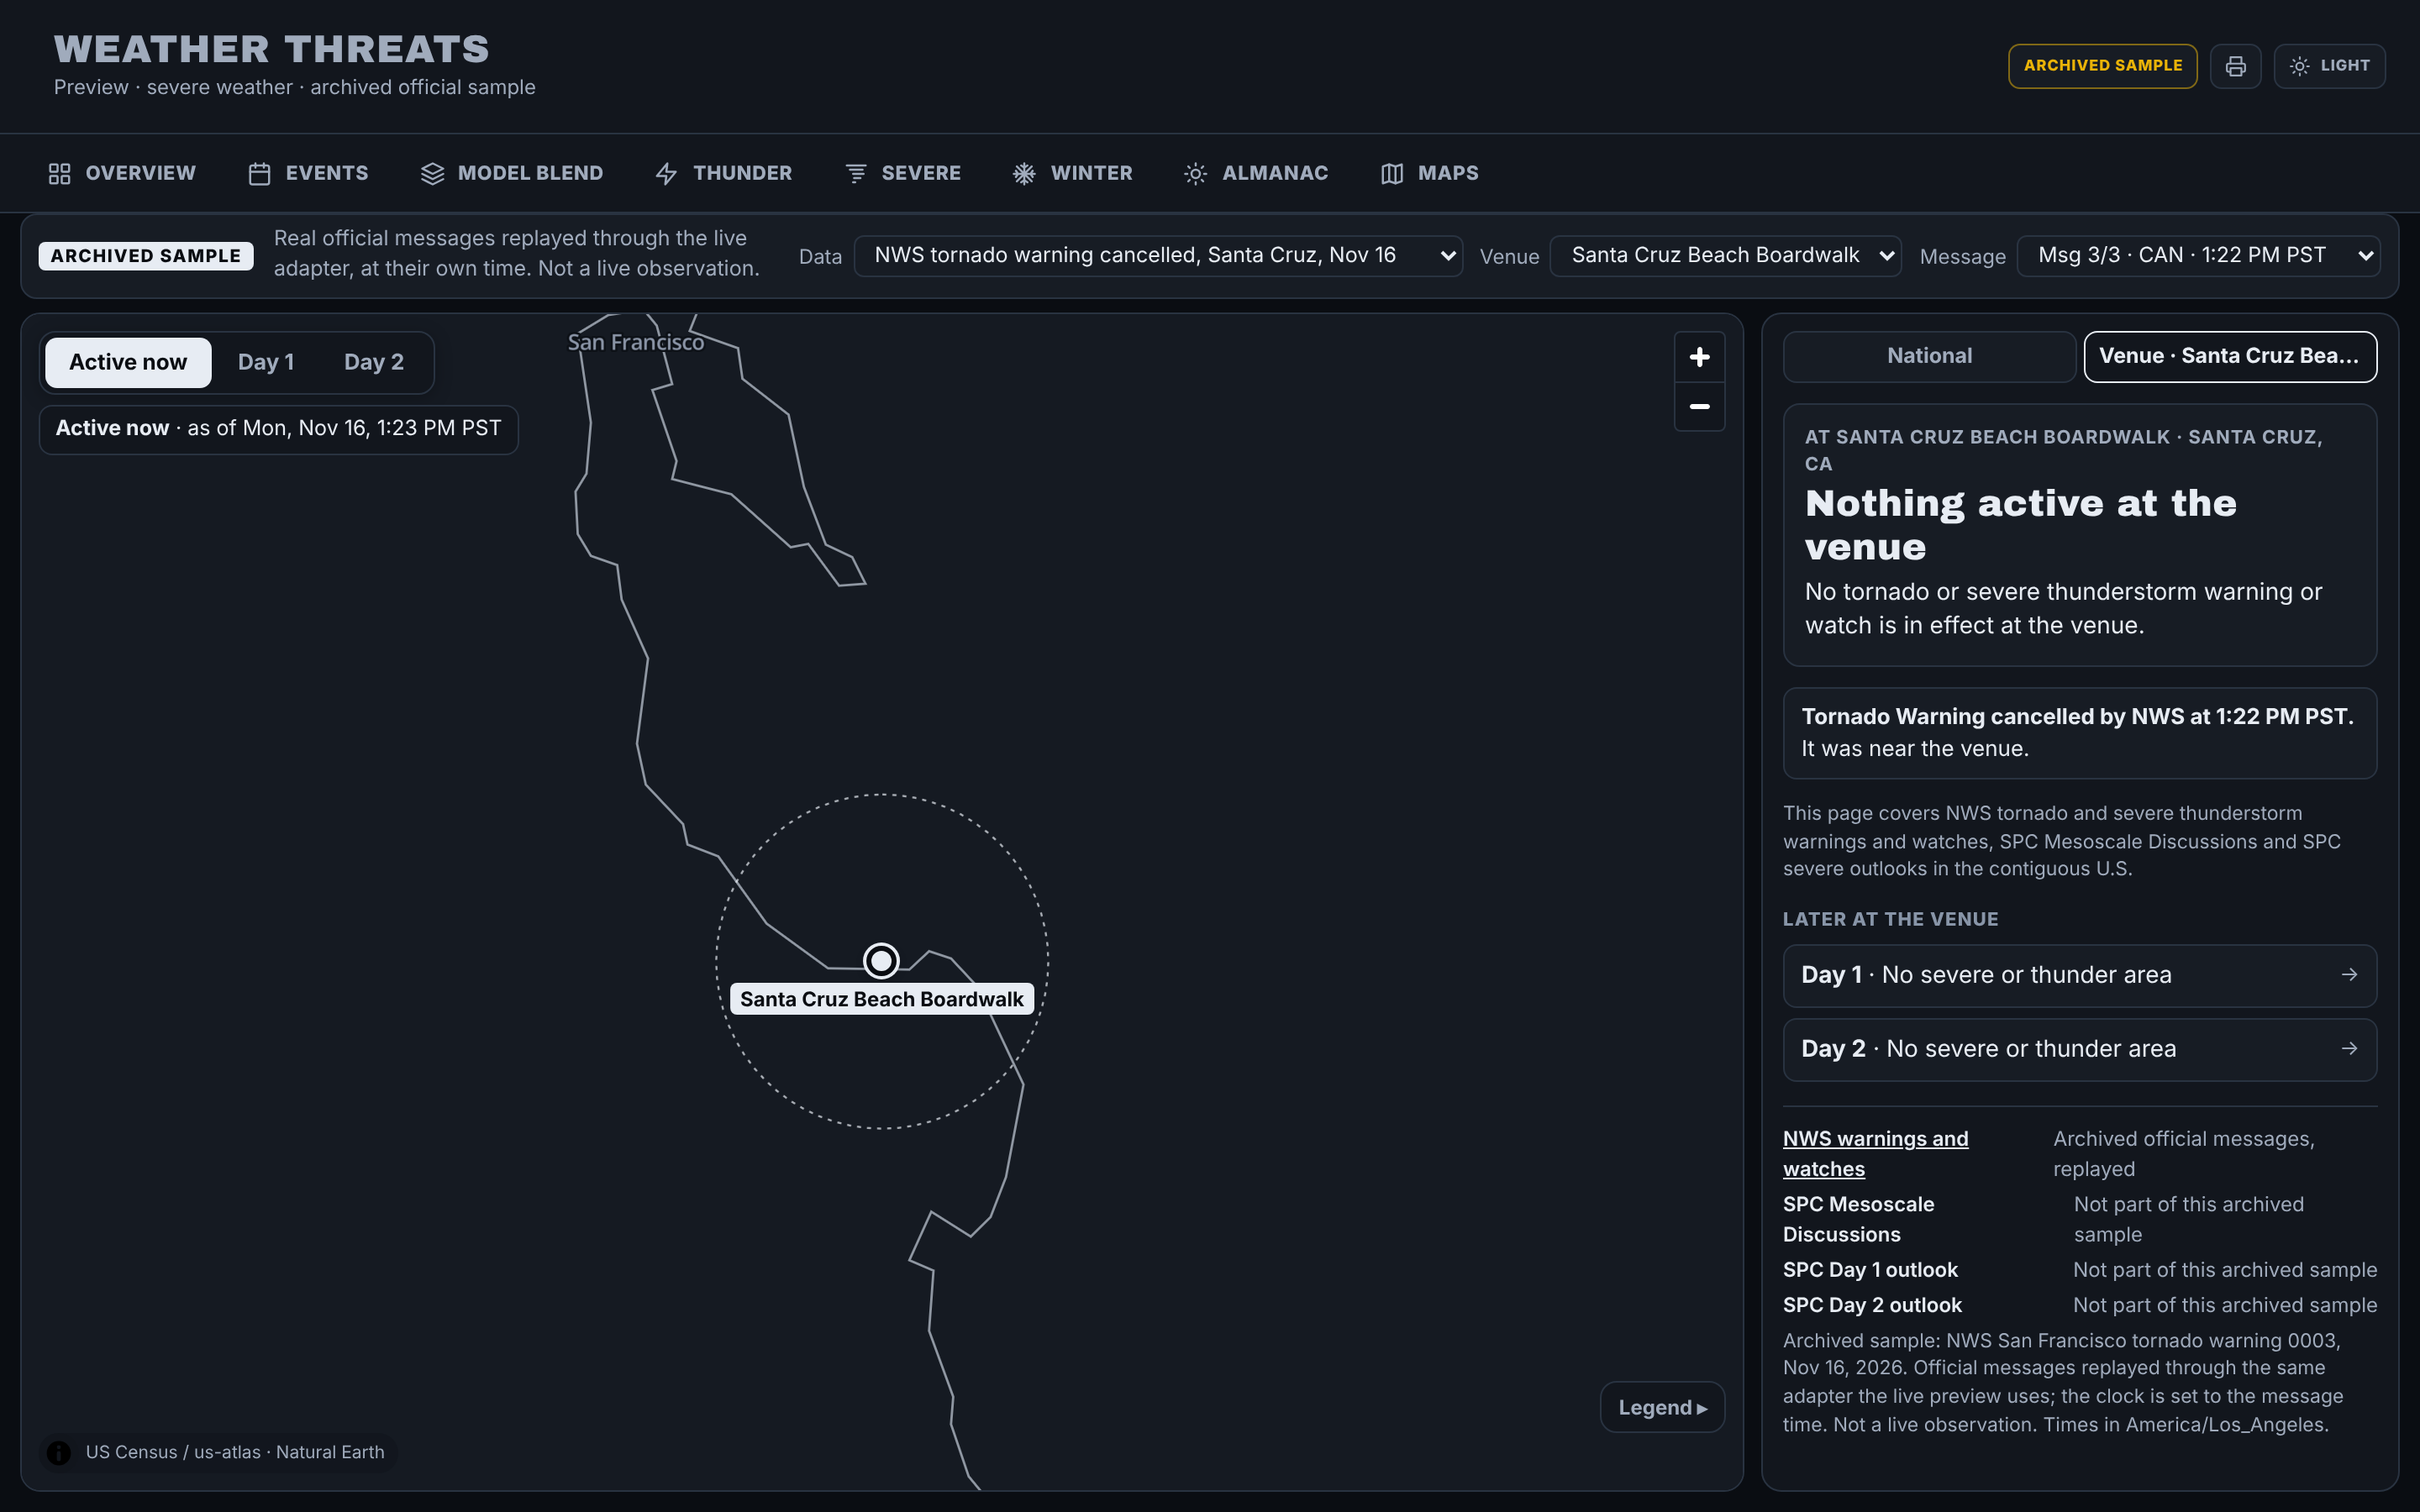 WEATHER THREATS
Preview · severe weather · archived official sample
ARCHIVED SAMPLE
LIGHT
OVERVIEW
EVENTS
MODEL BLEND
THUNDER
SEVERE
WINTER
ALMANAC
MAPS
ARCHIVED SAMPLE
Real official messages replayed through the live
adapter, at their own time. Not a live observation.
Data
NWS tornado warning cancelled, Santa Cruz, Nov 16
Venue
Santa Cruz Beach Boardwalk
Message
Msg 3/3 · CAN · 1:22 PM PST
Active now
Day 1
Day 2
Active now · as of Mon, Nov 16, 1:23 PM PST
San Francisco
Santa Cruz Beach Boardwalk
Legend ▸
US Census / us-atlas · Natural Earth
National
Venue · Santa Cruz Bea...
AT SANTA CRUZ BEACH BOARDWALK · SANTA CRUZ,
CA
Nothing active at the
venue
No tornado or severe thunderstorm warning or
watch is in effect at the venue.
Tornado Warning cancelled by NWS at 1:22 PM PST.
It was near the venue.
This page covers NWS tornado and severe thunderstorm
warnings and watches, SPC Mesoscale Discussions and SPC
severe outlooks in the contiguous U.S.
LATER AT THE VENUE
Day 1 · No severe or thunder area →
Day 2 · No severe or thunder area →
NWS warnings and
watches
Archived official messages,
replayed
SPC Mesoscale
Discussions
Not part of this archived
sample
SPC Day 1 outlook
Not part of this archived sample
SPC Day 2 outlook
Not part of this archived sample
Archived sample: NWS San Francisco tornado warning 0003,
Nov 16, 2026. Official messages replayed through the same
adapter the live preview uses; the clock is set to the message
time. Not a live observation. Times in America/Los_Angeles.